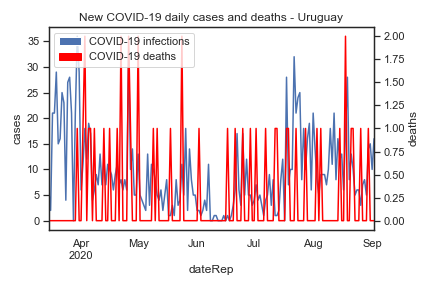 New COVID-19 daily cases and deaths - Uruguay
COVID-19 infections
COVID-19 deaths
cases
35
30
25
20
15
10
5
0
2.00
1.75
1.50
1.25
1.00
0.75
0.50
0.25
0.00
deaths
Apr May Jun Jul Aug Sep
2020
dateRep